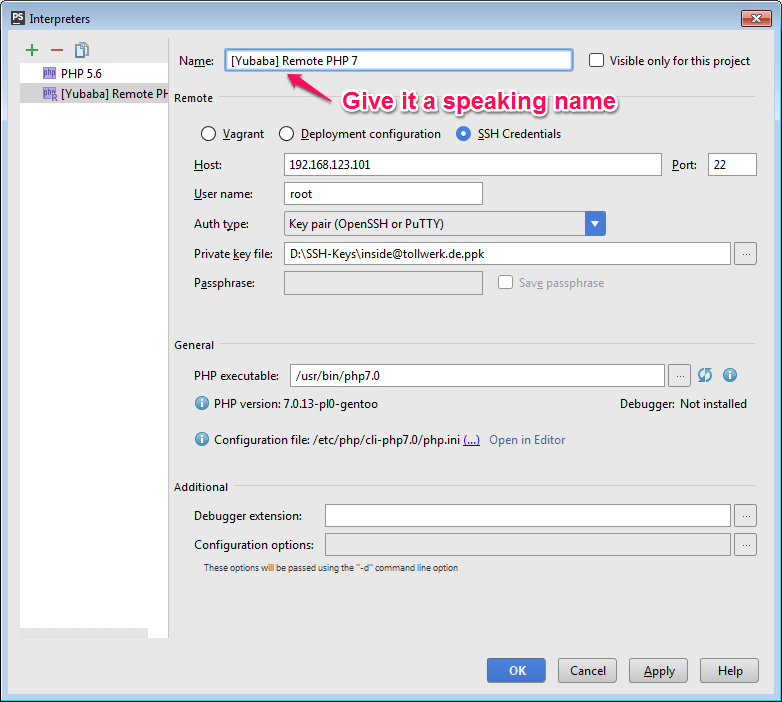 PS Interpreters
PHP 5.6
[Yubaba] Remote PH
Name: [Yubaba] Remote PHP 7 Visible only for this project
Give it a speaking name
Remote
Vagrant Deployment configuration SSH Credentials
Host: 192.168.123.101 Port: 22
User name: root
Auth type: Key pair (OpenSSH or PuTTY)
Private key file: D:\SSH-Keys\inside@tollwerk.de.ppk ...
Passphrase: Save passphrase
General
PHP executable: /usr/bin/php7.0 ...
PHP version: 7.0.13-pl0-gentoo Debugger: Not installed
Configuration file: /etc/php/cli-php7.0/php.ini (...) Open in Editor
Additional
Debugger extension: ...
Configuration options: ...
These options will be passed using the "-d" command line option
OK Cancel Apply Help